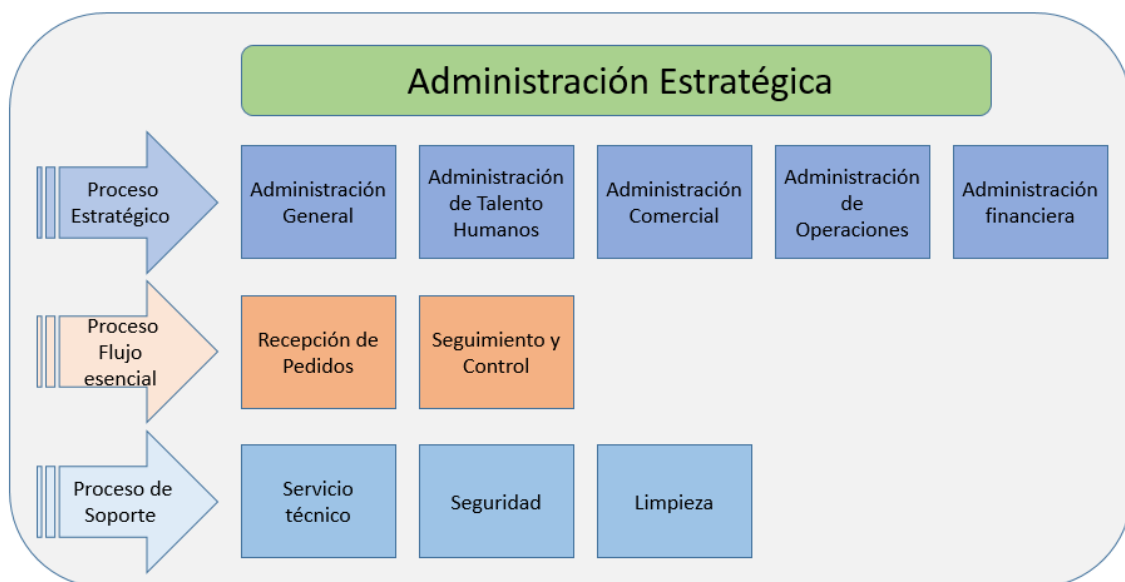 Administración Estratégica
Proceso
Estratégico
Administración
General
Administración
de Talento
Humanos
Administración
Comercial
Administración
de
Operaciones
Administración
financiera
Proceso
Flujo
esencial
Recepción de
Pedidos
Seguimiento y
Control
Proceso de
Soporte
Servicio
técnico
Seguridad
Limpieza